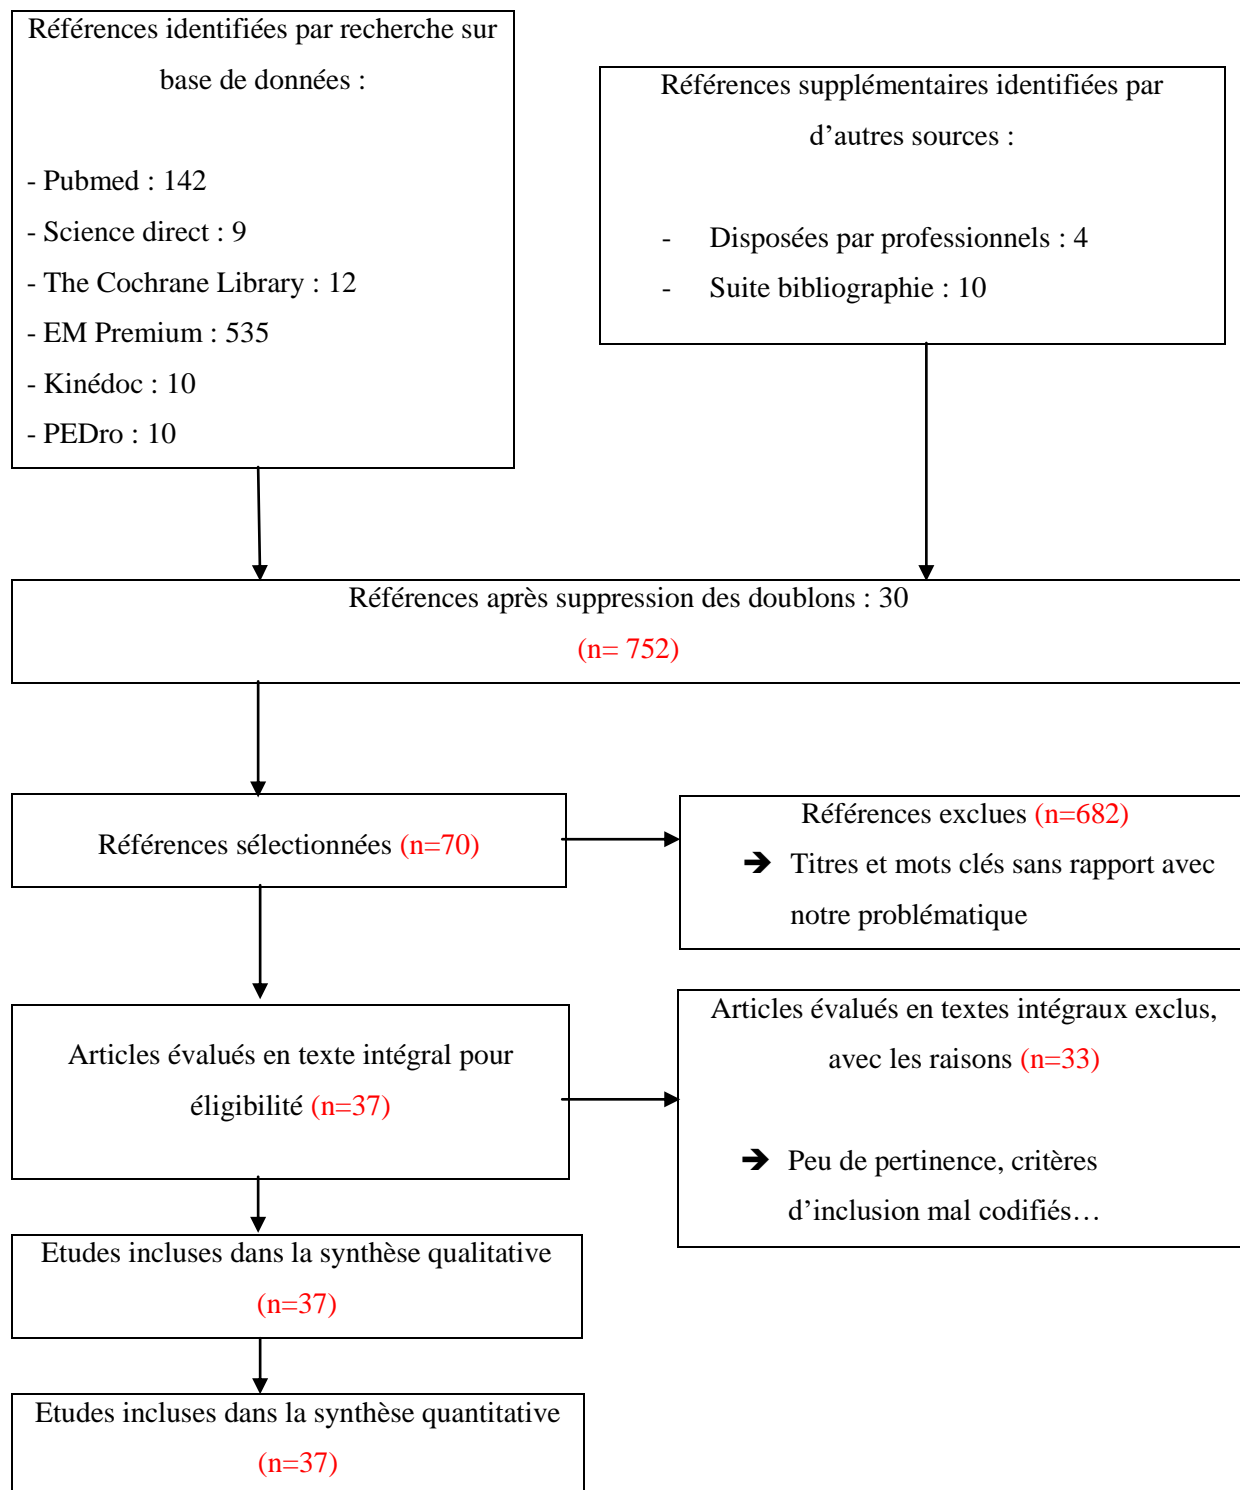 Références identifiées par recherche sur
base de données :
- Pubmed : 142
- Science direct : 9
- The Cochrane Library : 12
- EM Premium : 535
- Kinédoc : 10
- PEDro : 10
Références supplémentaires identifiées par
d’autres sources :
- Disposées par professionnels : 4
- Suite bibliographie : 10
Références après suppression des doublons : 30
(n= 752)
Références sélectionnées (n=70)
Références exclues (n=682)
➔ Titres et mots clés sans rapport avec
notre problématique
Articles évalués en texte intégral pour
éligibilité (n=37)
Articles évalués en textes intégraux exclus,
avec les raisons (n=33)
➔ Peu de pertinence, critères
d’inclusion mal codifiés…
Etudes incluses dans la synthèse qualitative
(n=37)
Etudes incluses dans la synthèse quantitative
(n=37)